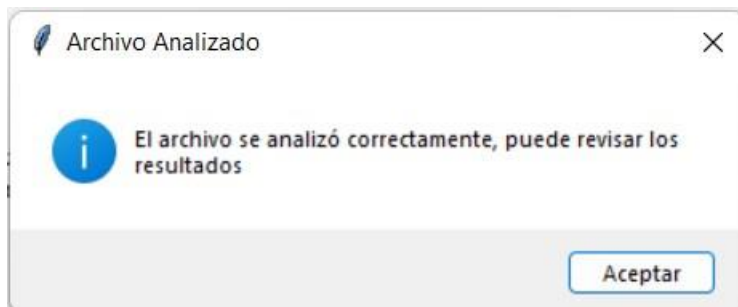 Archivo Analizado
El archivo se analizó correctamente, puede revisar los
resultados
Aceptar